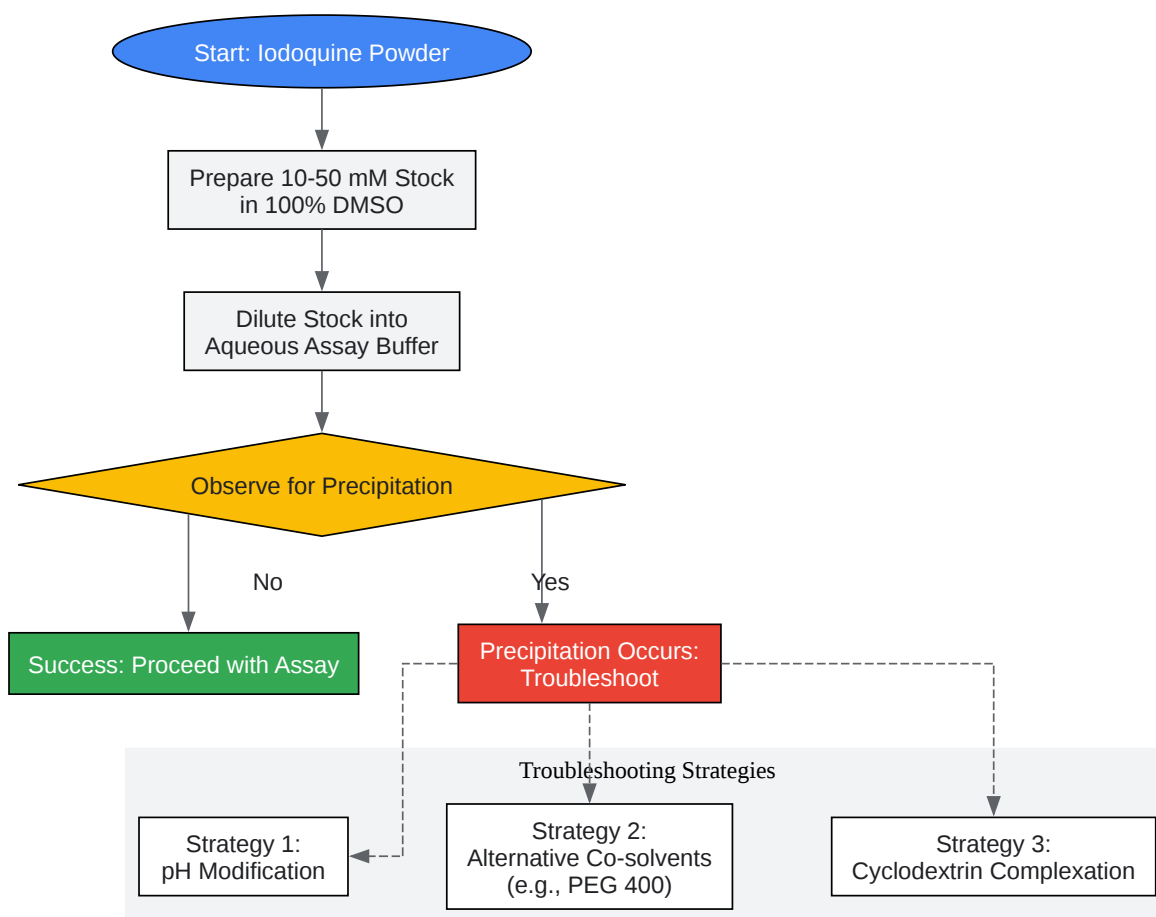 Start: Iodoquine Powder
Prepare 10-50 mM Stock
in 100% DMSO
Dilute Stock into
Aqueous Assay Buffer
Observe for Precipitation
No
Yes
Success: Proceed with Assay
Precipitation Occurs:
Troubleshoot
Troubleshooting Strategies
Strategy 1:
pH Modification
Strategy 2:
Alternative Co-solvents
(e.g., PEG 400)
Strategy 3:
Cyclodextrin Complexation